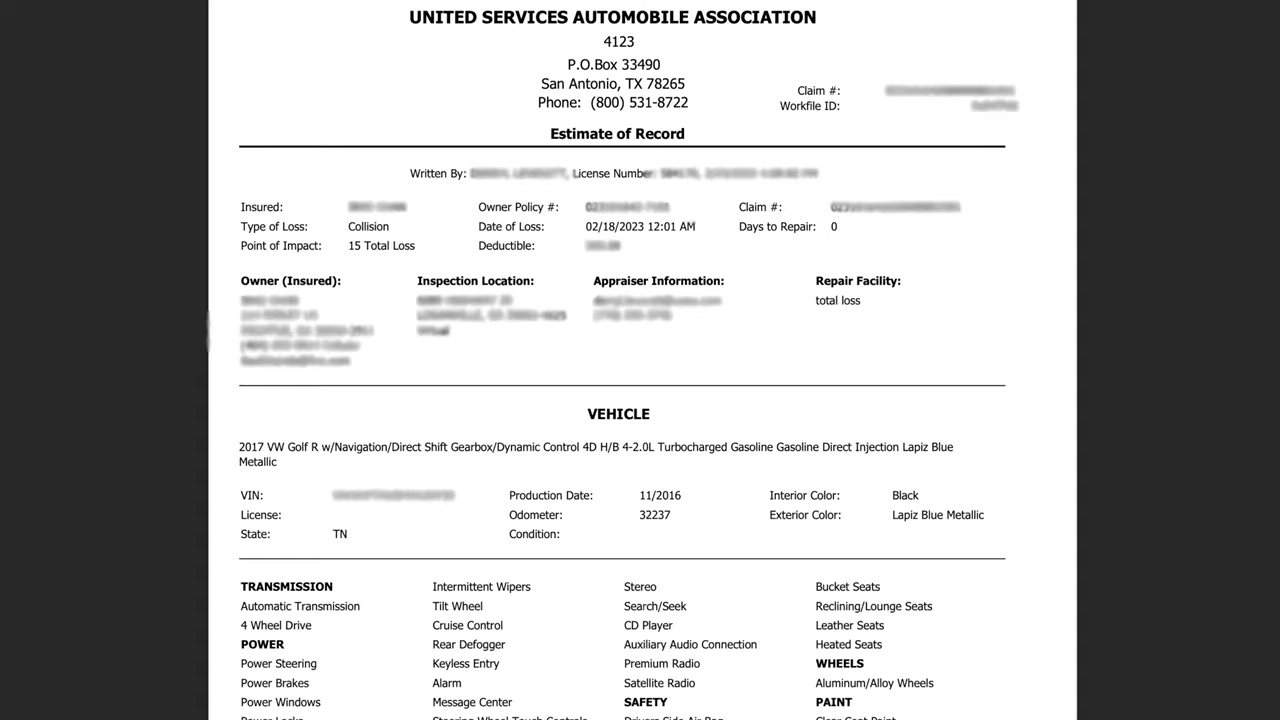 UNITED SERVICES AUTOMOBILE ASSOCIATION
4123
P.O.Box 33490
San Antonio, TX 78265
Phone: (800) 531-8722
Claim #:
Workfile ID:
Estimate of Record
Written By: License Number:
Insured: Owner Policy #: Claim #:
Type of Loss: Collision Date of Loss: 02/18/2023 12:01 AM Days to Repair: 0
Point of Impact: 15 Total Loss Deductible:
Owner (Insured): Inspection Location: Appraiser Information: Repair Facility:
total loss
VEHICLE
2017 VW Golf R w/Navigation/Direct Shift Gearbox/Dynamic Control 4D H/B 4-2.0L Turbocharged Gasoline Gasoline Direct Injection Lapiz Blue
Metallic
VIN: Production Date: 11/2016 Interior Color: Black
License: Odometer: 32237 Exterior Color: Lapiz Blue Metallic
State: TN Condition:
TRANSMISSION Intermittent Wipers Stereo Bucket Seats
Automatic Transmission Tilt Wheel Search/Seek Reclining/Lounge Seats
4 Wheel Drive Cruise Control CD Player Leather Seats
POWER Rear Defogger Auxiliary Audio Connection Heated Seats
Power Steering Keyless Entry Premium Radio WHEELS
Power Brakes Alarm Satellite Radio Aluminum/Alloy Wheels
Power Windows Message Center SAFETY PAINT